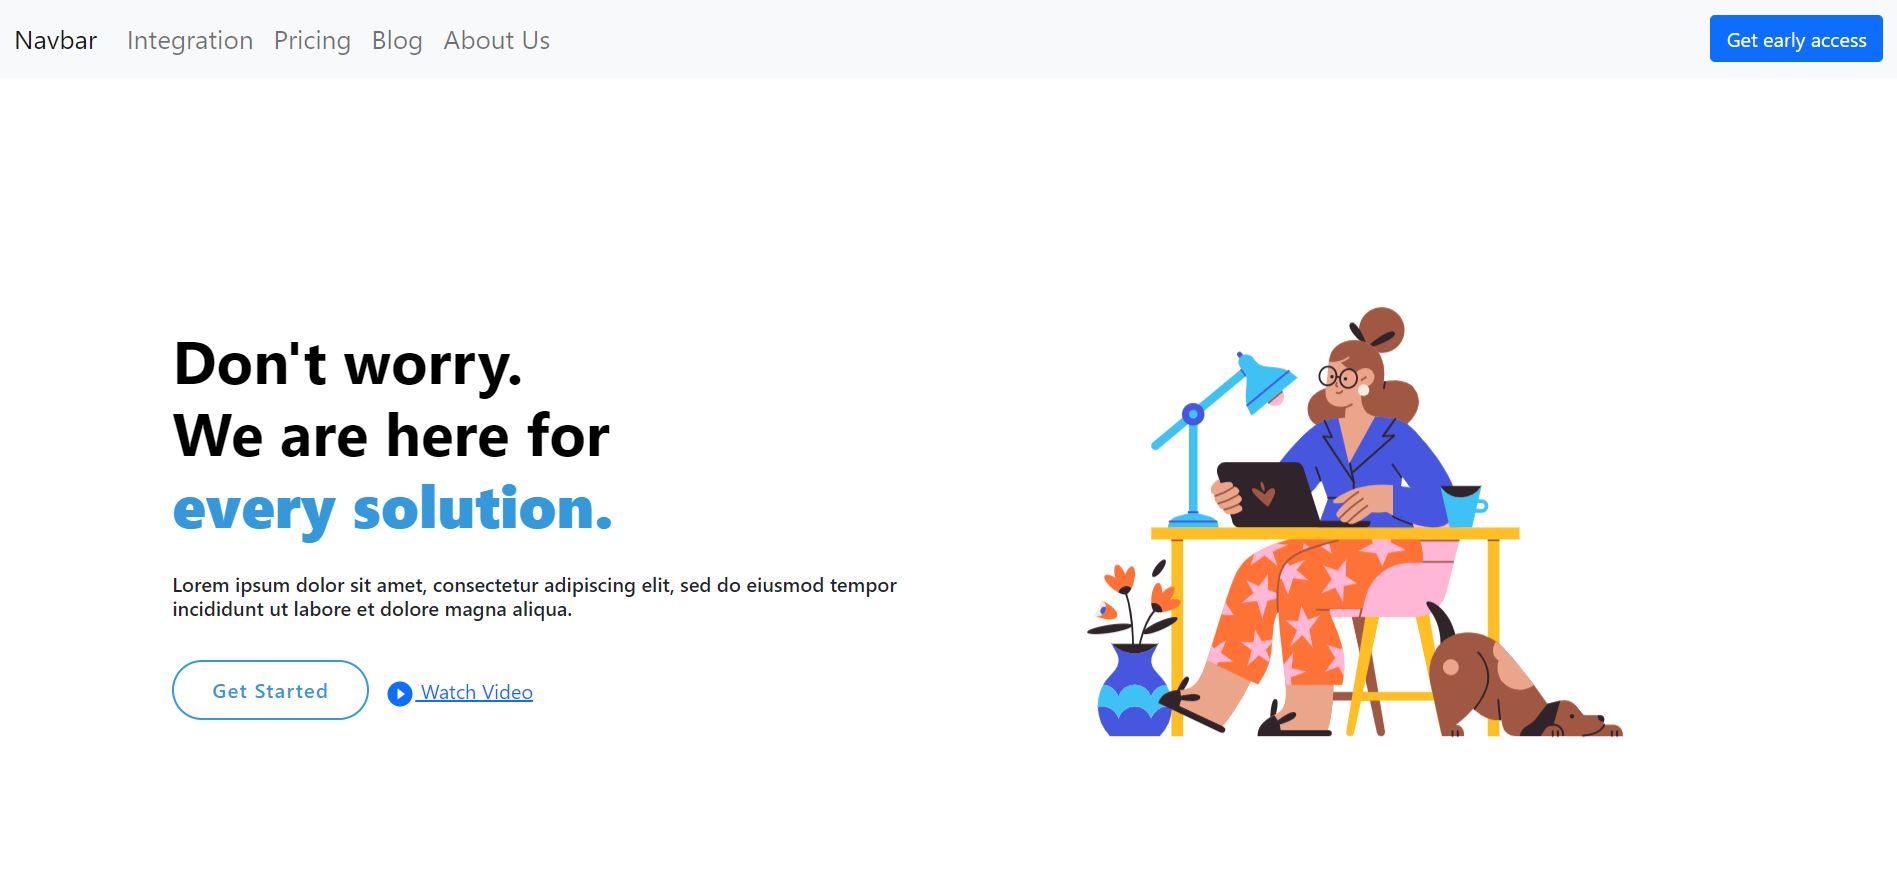 Navbar Integration Pricing Blog About Us Get early access
Don't worry.
We are here for
every solution.
Lorem ipsum dolor sit amet, consectetur adipiscing elit, sed do eiusmod tempor
incididunt ut labore et dolore magna aliqua.
Get Started Watch Video